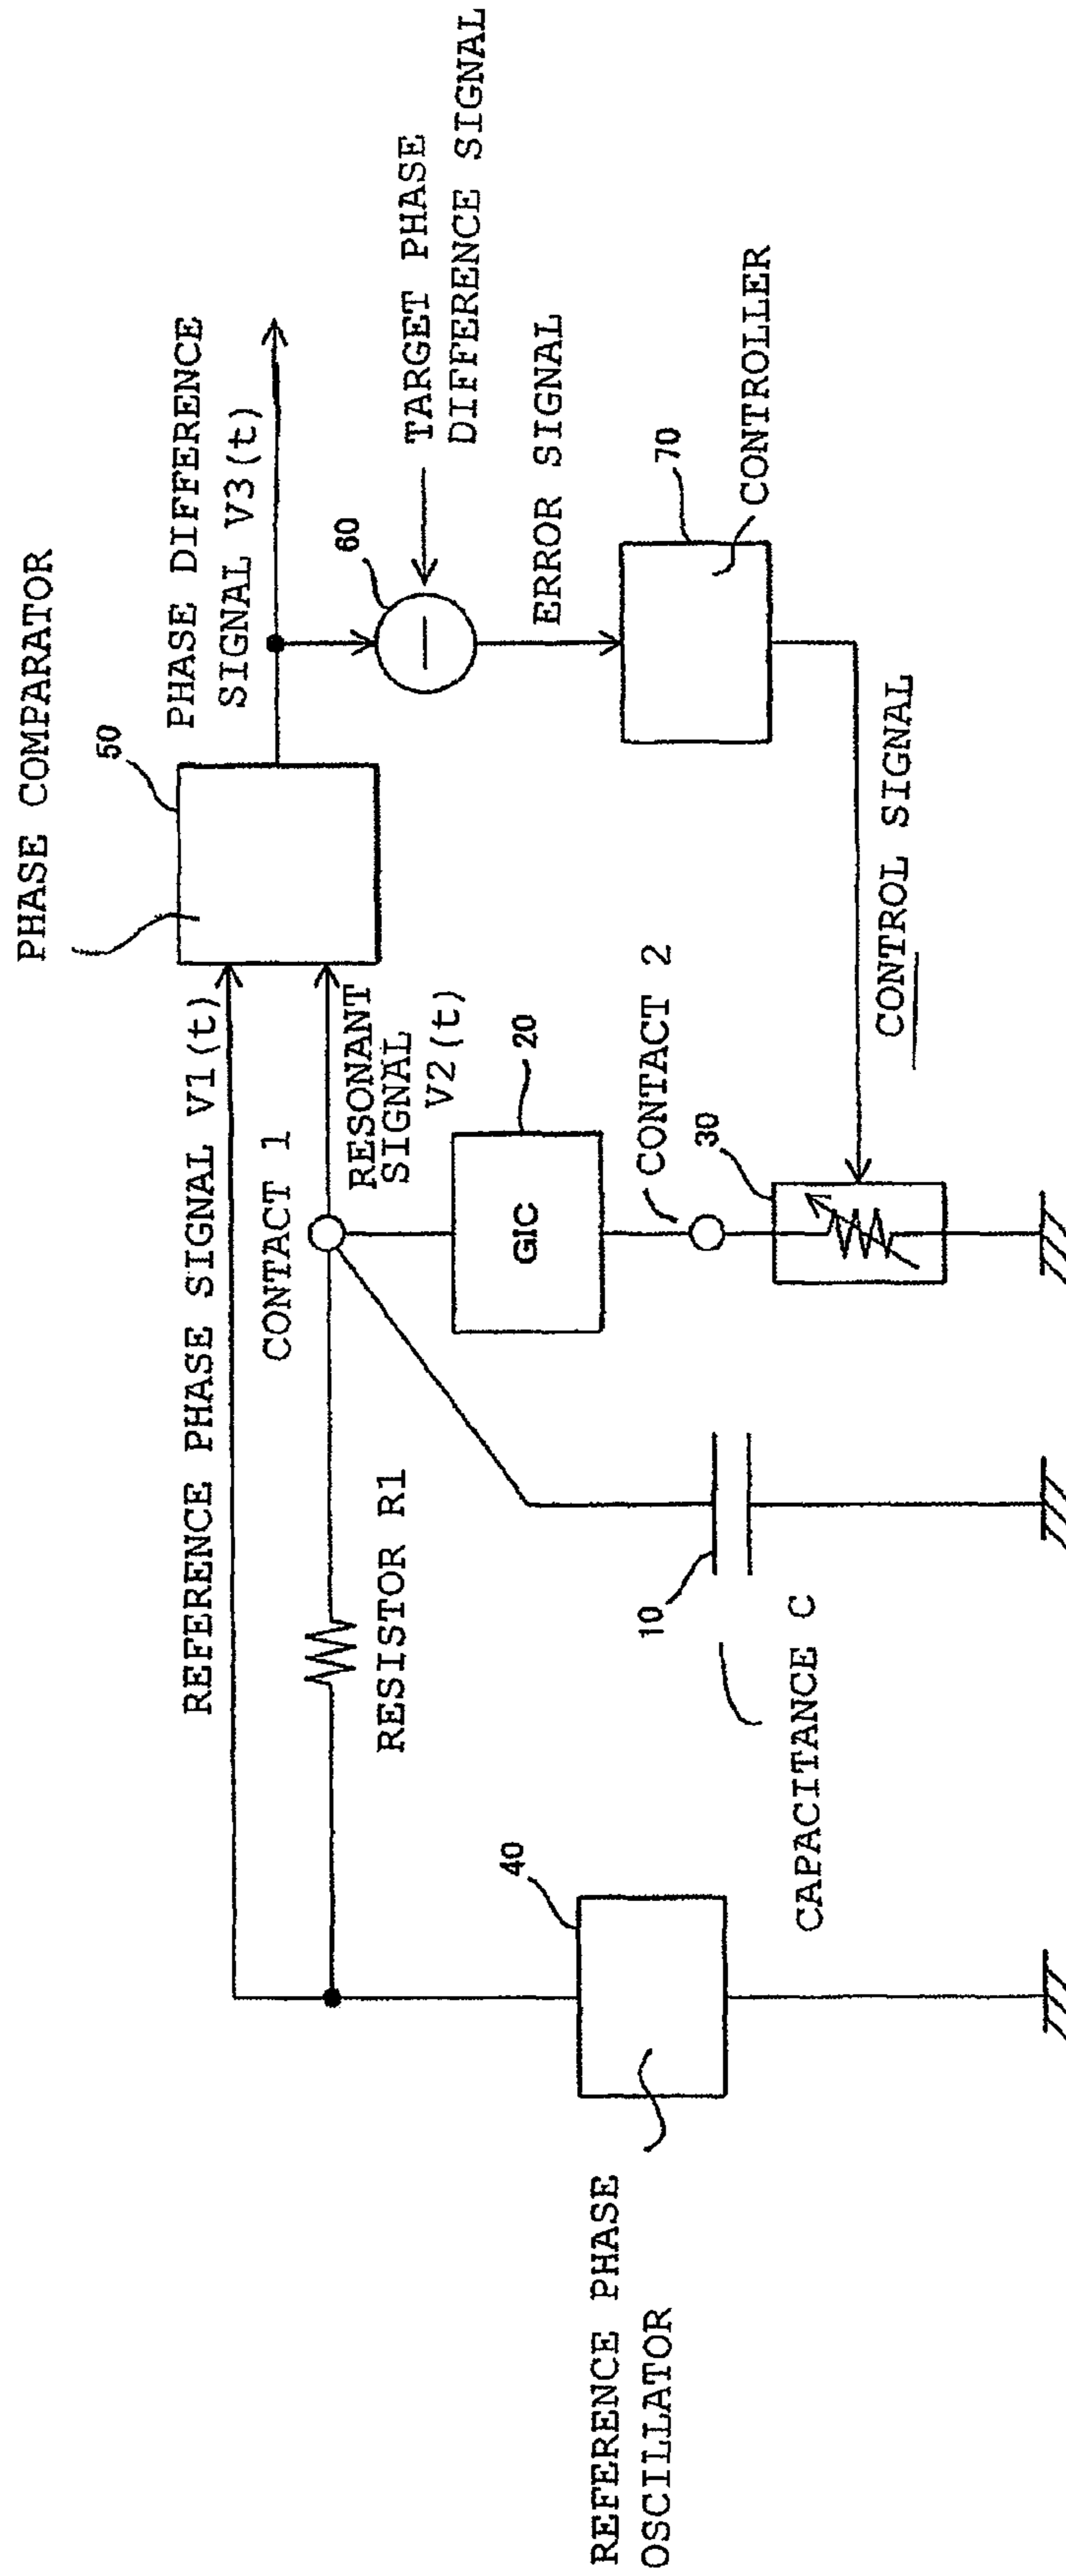 PHASE COMPARATOR
50
PHASE DIFFERENCE
SIGNAL V3(t)
REFERENCE PHASE SIGNAL V1(t)
CONTACT 1
RESONANT
SIGNAL
V2(t)
60
TARGET PHASE
DIFFERENCE SIGNAL
RESISTOR R1
GIC
20
ERROR SIGNAL
40
10
CONTACT 2
70
CONTROLLER
30
CAPACITANCE C
CONTROL SIGNAL
REFERENCE PHASE
OSCILLATOR